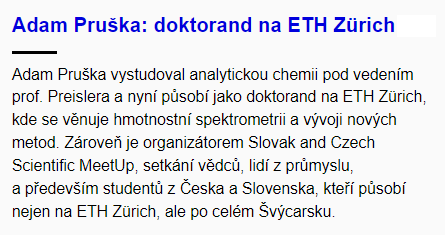 Adam Pruška: doktorand na ETH Zürich
Adam Pruška vystudoval analytickou chemii pod vedením
prof. Preislera a nyní působí jako doktorand na ETH Zürich,
kde se věnuje hmotnostní spektrometrii a vývoji nových
metod. Zároveň je organizátorem Slovak and Czech
Scientific MeetUp, setkání vědců, lidí z průmyslu,
a především studentů z Česka a Slovenska, kteří působí
nejen na ETH Zürich, ale po celém Švýcarsku.